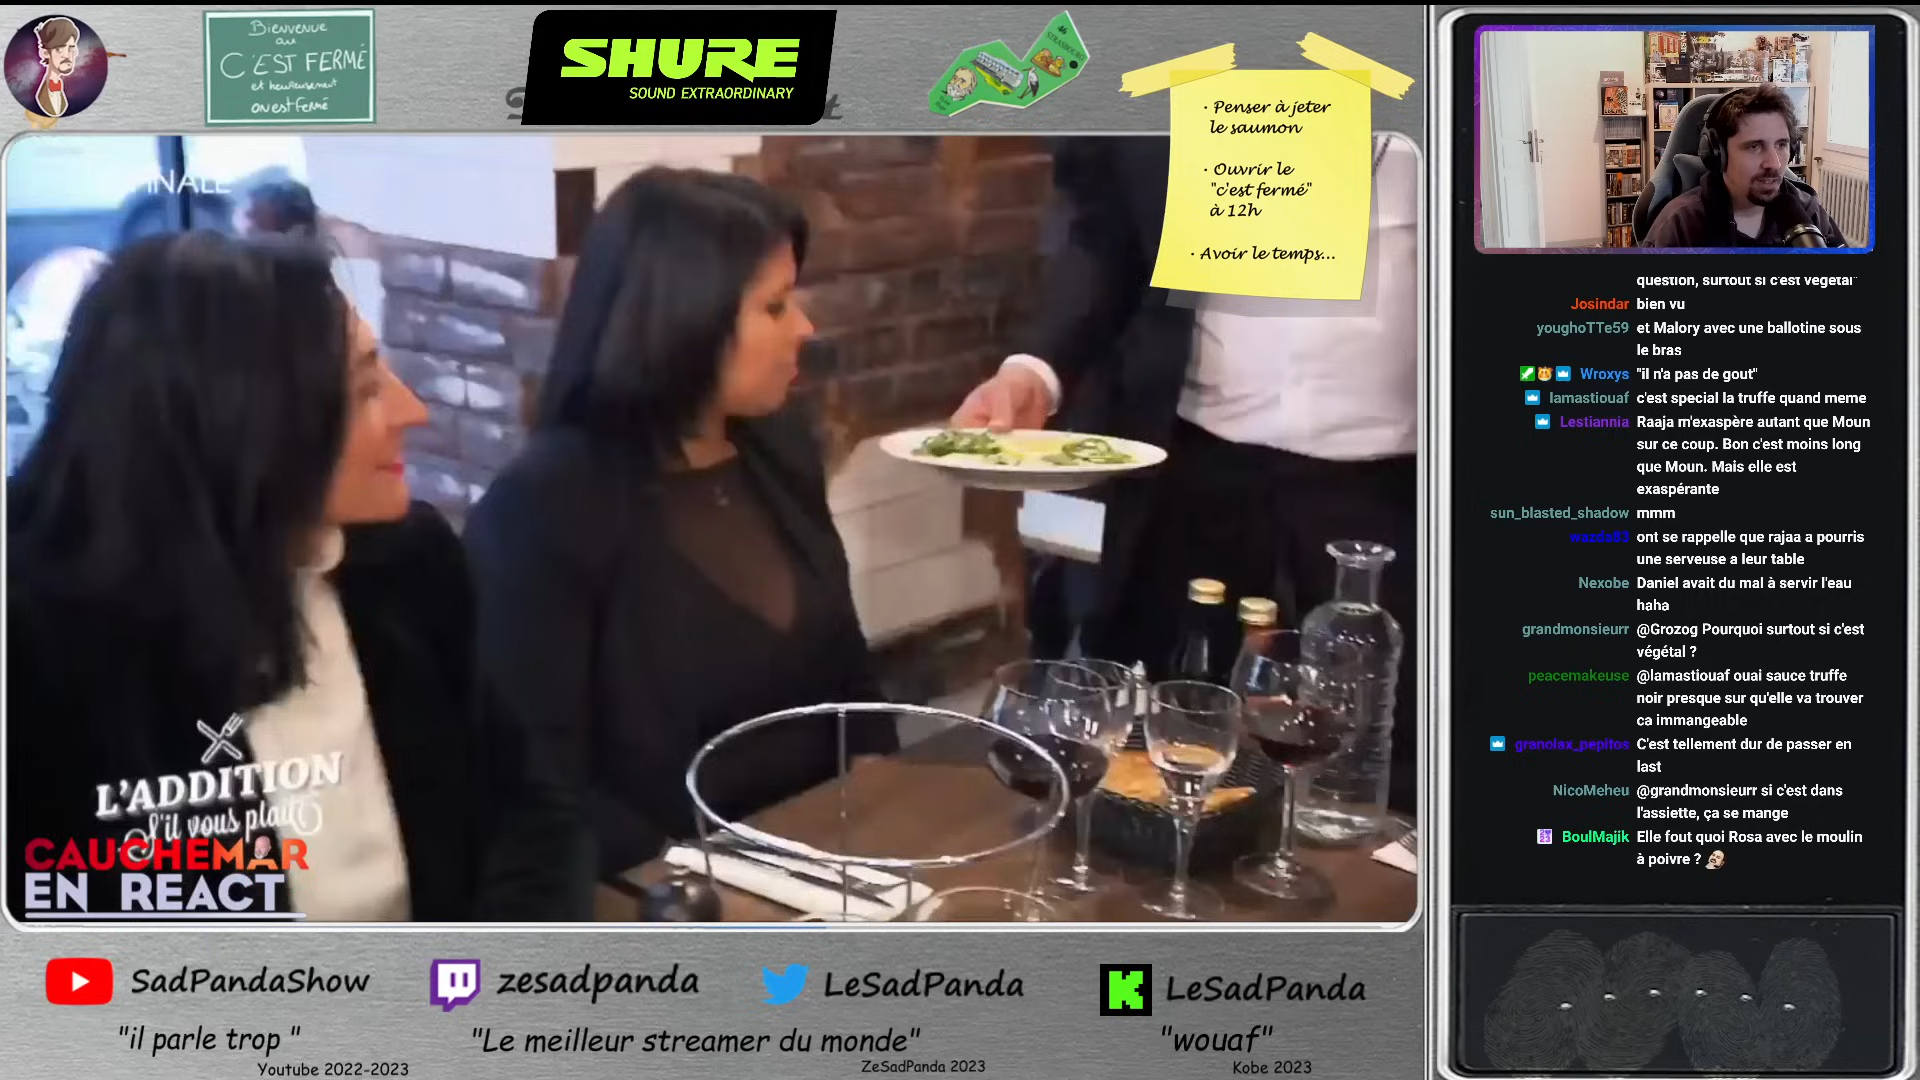 Bienvenue
au
C'EST FERMÉ
et heureusement
on est fermé
SHURE
SOUND EXTRAORDINARY
STRASBOURG
• Penser à jeter
le saumon
• Ouvrir le
"c'est fermé"
à 12h
• Avoir le temps...
FINALE
L'ADDITION
s'il vous plaît
CAUCHEMAR
EN REACT
question, surtout si c'est végétal"
Josindar bien vu
youghoTTe59 et Malory avec une ballotine sous
le bras
Wroxys "il n'a pas de gout"
lamastiouaf c'est special la truffe quand meme
Lestiannia Raaja m'exaspère autant que Moun
sur ce coup. Bon c'est moins long
que Moun. Mais elle est
exaspérante
sun_blasted_shadow mmm
wazda83 ont se rappelle que rajaa a pourris
une serveuse a leur table
Nexobe Daniel avait du mal à servir l'eau
haha
grandmonsieurr @Grozog Pourquoi surtout si c'est
végétal ?
peacemakeuse @lamastiouaf ouai sauce truffe
noir presque sur qu'elle va trouver
ca immangeable
granolax_pepitos C'est tellement dur de passer en
last
NicoMeheu @grandmonsieurr si c'est dans
l'assiette, ça se mange
BoulMajik Elle fout quoi Rosa avec le moulin
à poivre ?
SadPandaShow
zesadpanda
LeSadPanda
LeSadPanda
"il parle trop "
Youtube 2022-2023
"Le meilleur streamer du monde"
ZeSadPanda 2023
"wouaf"
Kobe 2023